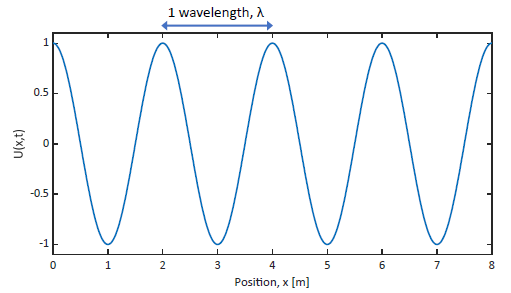 1 wavelength, λ
1
0.5
0
-0.5
-1
U(x,t)
0 1 2 3 4 5 6 7 8
Position, x [m]